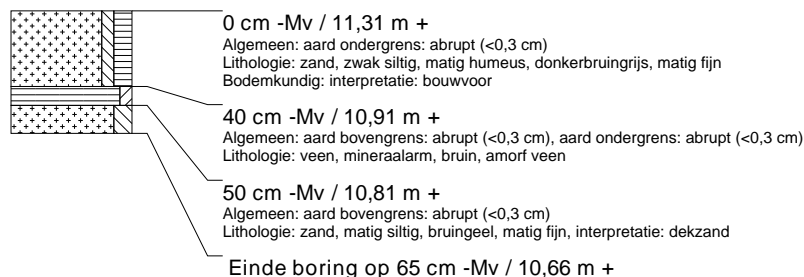 0 cm -Mv / 11,31 m +
Algemeen: aard ondergrens: abrupt (<0,3 cm)
Lithologie: zand, zwak siltig, matig humeus, donkerbruingrijs, matig fijn
Bodemkundig: interpretatie: bouwvoor
40 cm -Mv / 10,91 m +
Algemeen: aard bovengrens: abrupt (<0,3 cm), aard ondergrens: abrupt (<0,3 cm)
Lithologie: veen, mineraalarm, bruin, amorf veen
50 cm -Mv / 10,81 m +
Algemeen: aard bovengrens: abrupt (<0,3 cm)
Lithologie: zand, matig siltig, bruingeel, matig fijn, interpretatie: dekzand
Einde boring op 65 cm -Mv / 10,66 m +